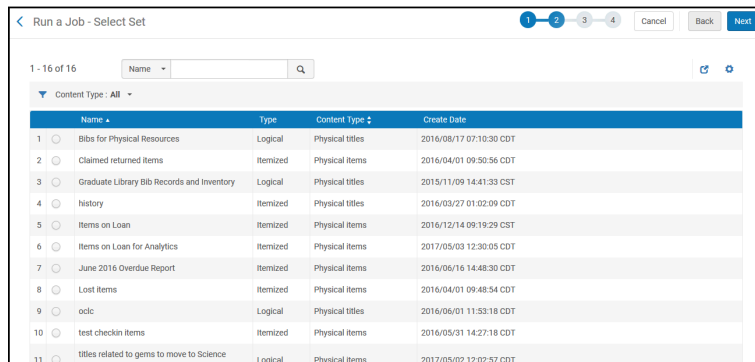 Run a Job - Select Set 1 2 3 4 Cancel Back Next
1 - 16 of 16 Name
Content Type : All
Name Type Content Type Create Date
1 Bibs for Physical Resources Logical Physical titles 2016/08/17 07:10:30 CDT
2 Claimed returned items Itemized Physical items 2016/04/01 09:50:56 CDT
3 Graduate Library Bib Records and Inventory Logical Physical titles 2015/11/09 14:41:33 CST
4 history Itemized Physical titles 2016/03/27 01:02:09 CDT
5 Items on Loan Itemized Physical items 2016/12/14 09:19:29 CST
6 Items on Loan for Analytics Itemized Physical items 2017/05/03 12:30:05 CDT
7 June 2016 Overdue Report Itemized Physical items 2016/06/16 14:48:30 CDT
8 Lost items Itemized Physical items 2016/04/01 09:48:54 CDT
9 oclc Logical Physical titles 2016/06/01 11:53:18 CDT
10 test checkin items Itemized Physical items 2016/05/31 14:27:18 CDT
titles related to gems to move to Science
11 Logical Physical items 2017/05/02 12:02:57 CDT